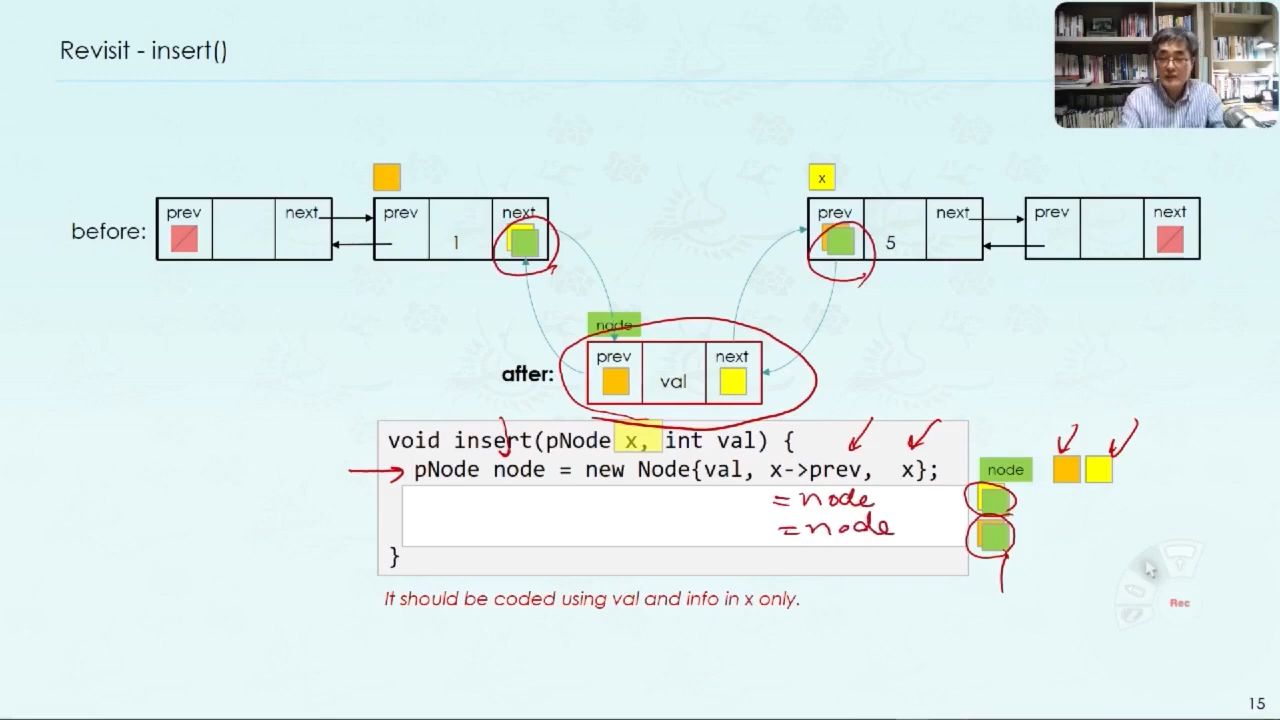 Revisit - insert()
x
before: prev next prev 1 next prev 5 next prev next
node
after: prev val next
void insert(pNode x, int val) {
pNode node = new Node{val, x->prev, x};
node
= node
= node
}
It should be coded using val and info in x only.
Rec
15